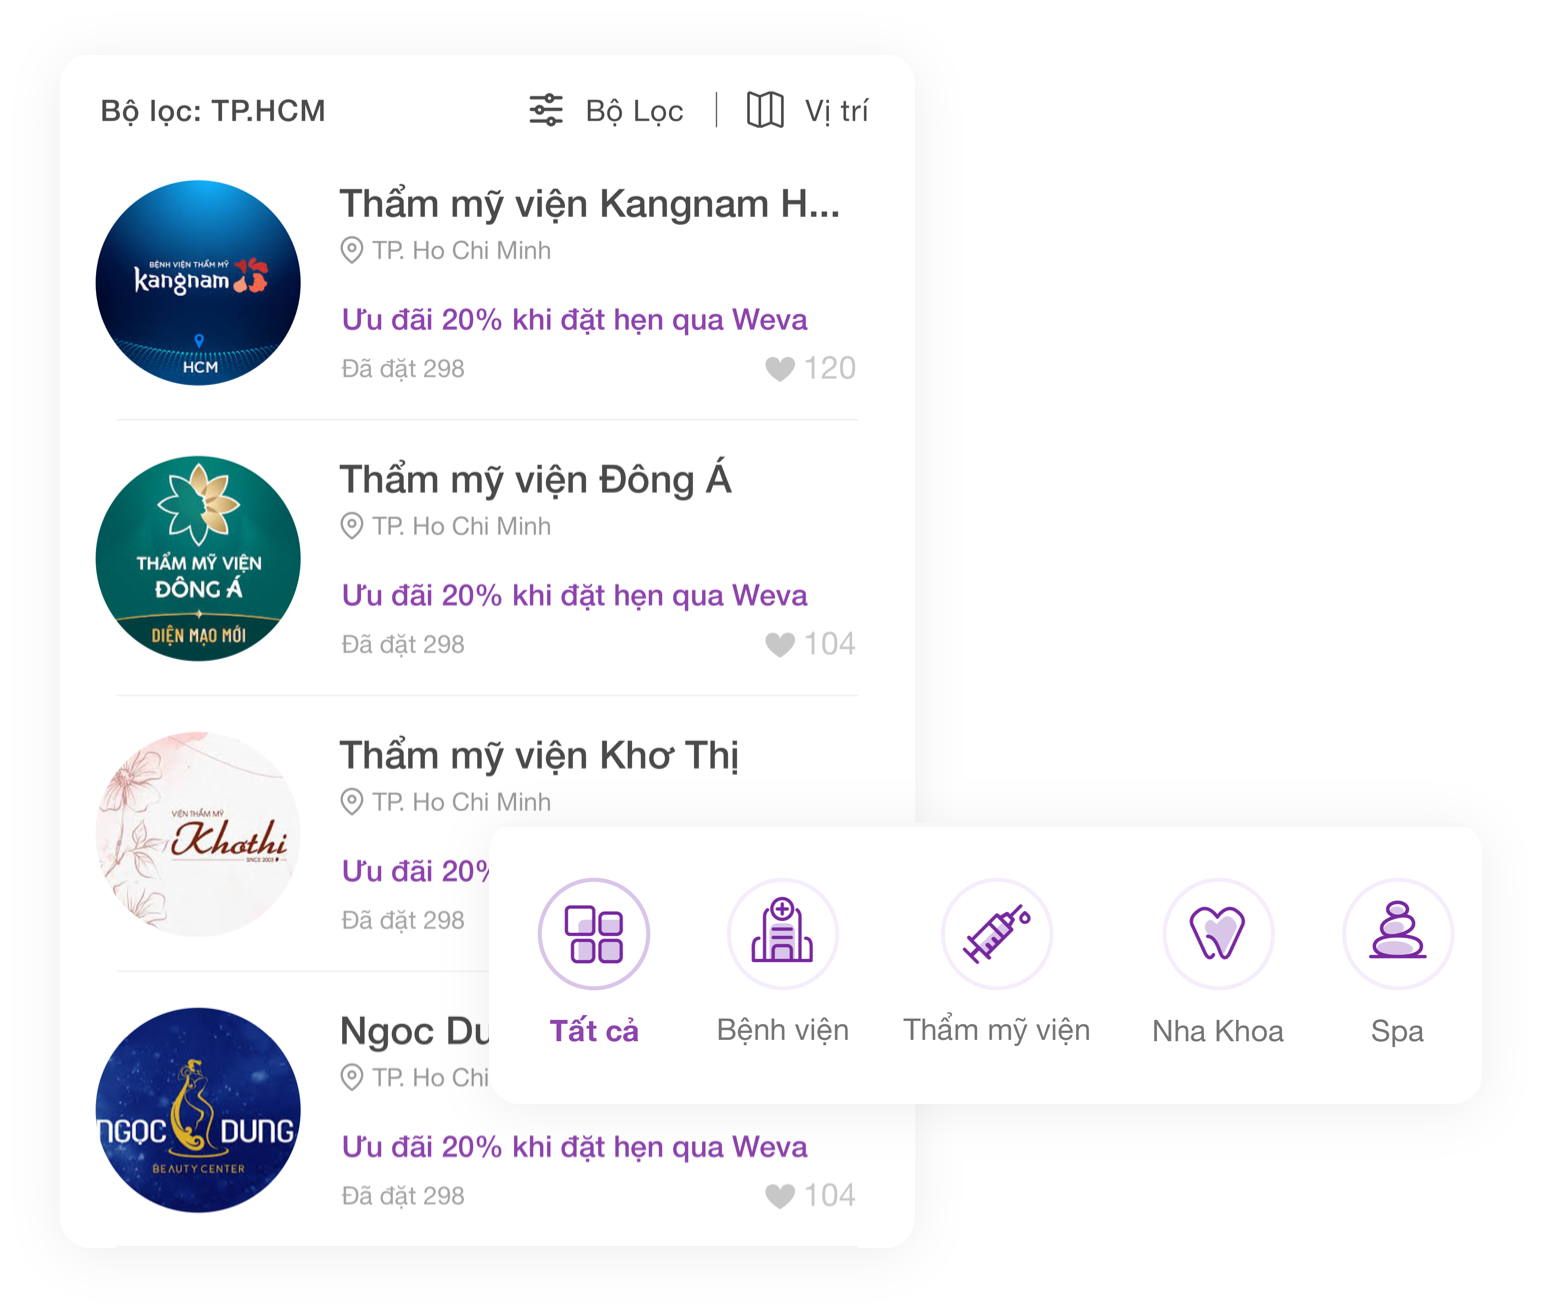 Bộ lọc: TP.HCM
Bộ Lọc
Vị trí
BỆNH VIỆN THẨM MỸ
kangnam
HCM
Thẩm mỹ viện Kangnam H...
TP. Ho Chi Minh
Ưu đãi 20% khi đặt hẹn qua Weva
Đã đặt 298
120
THẨM MỸ VIỆN
ĐÔNG Á
DIỆN MẠO MỚI
Thẩm mỹ viện Đông Á
TP. Ho Chi Minh
Ưu đãi 20% khi đặt hẹn qua Weva
Đã đặt 298
104
VIỆN THẨM MỸ
Khơthị
SINCE 2003
Thẩm mỹ viện Khơ Thị
TP. Ho Chi Minh
Ưu đãi 20%
Đã đặt 298
Tất cả
Bệnh viện
Thẩm mỹ viện
Nha Khoa
Spa
NGỌC DUNG
BEAUTY CENTER
Ngoc Du
TP. Ho Chi
Ưu đãi 20% khi đặt hẹn qua Weva
Đã đặt 298
104